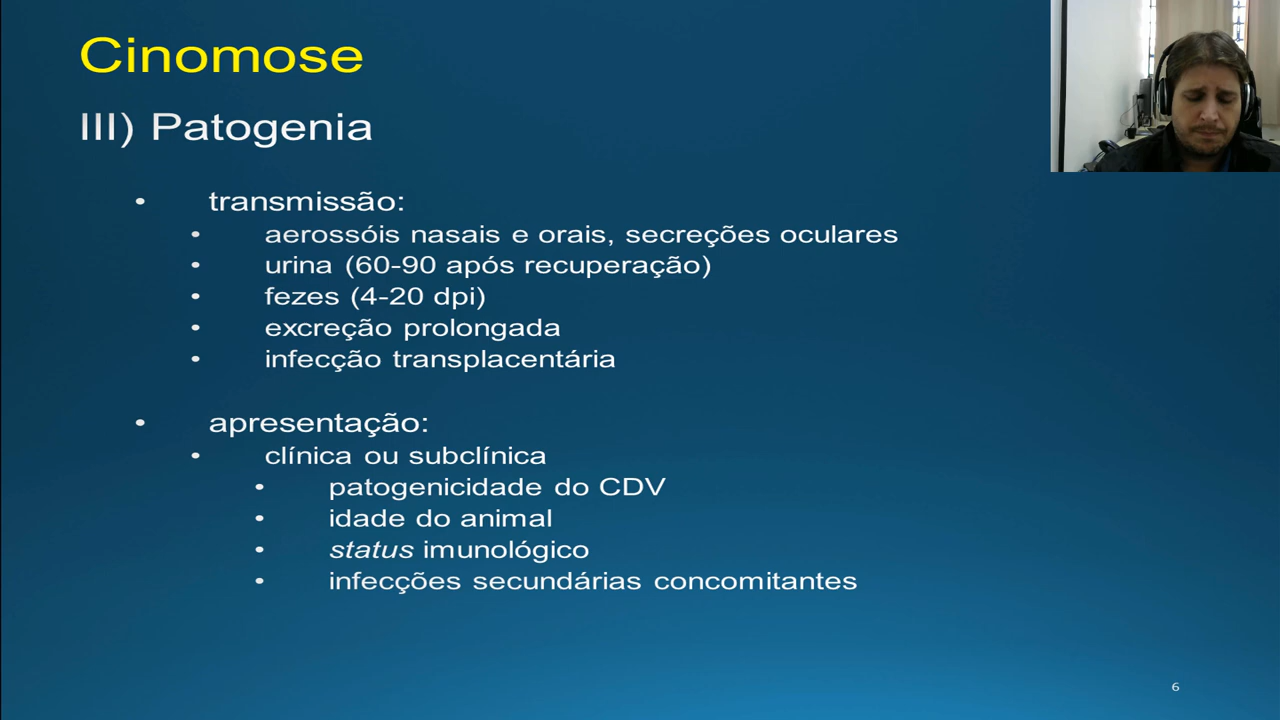 Cinomose
III) Patogenia
• transmissão:
• aerossóis nasais e orais, secreções oculares
• urina (60-90 após recuperação)
• fezes (4-20 dpi)
• excreção prolongada
• infecção transplacentária
• apresentação:
• clínica ou subclínica
• patogenicidade do CDV
• idade do animal
• status imunológico
• infecções secundárias concomitantes
6